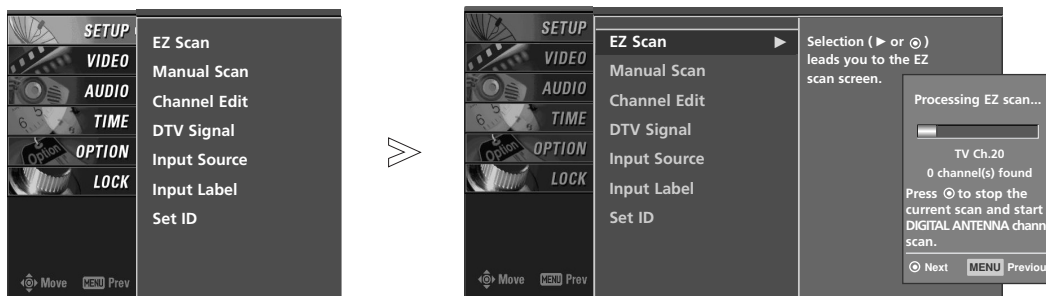 SETUP
VIDEO
AUDIO
TIME
OPTION
LOCK
Move MENU Prev
EZ Scan
Manual Scan
Channel Edit
DTV Signal
Input Source
Input Label
Set ID
SETUP
VIDEO
AUDIO
TIME
OPTION
LOCK
Move MENU Prev
EZ Scan ►
Manual Scan
Channel Edit
DTV Signal
Input Source
Input Label
Set ID
Selection ( ► or ⊙ )
leads you to the EZ
scan screen.
Processing EZ scan...
TV Ch.20
0 channel(s) found
Press ⊙ to stop the
current scan and start
DIGITAL ANTENNA chann
scan.
⊙ Next MENU Previou